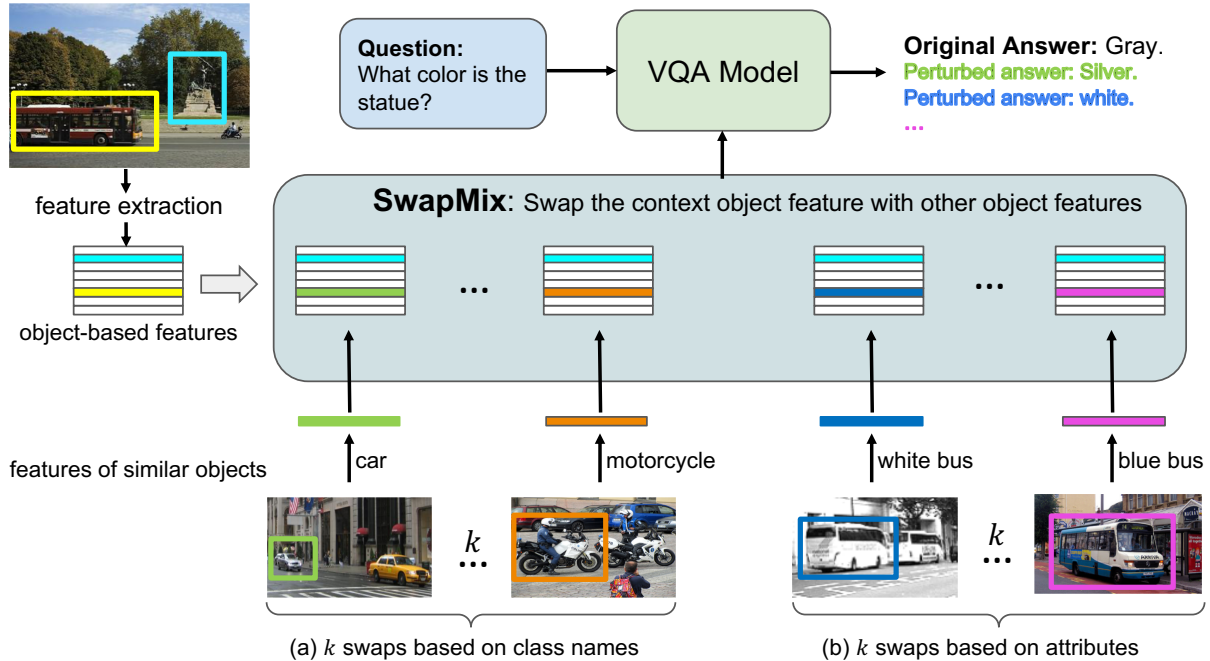 Question:
What color is the
statue?
VQA Model
Original Answer: Gray.
Perturbed answer: Silver.
Perturbed answer: white.
...
feature extraction
SwapMix: Swap the context object feature with other object features
...
...
object-based features
features of similar objects
car
motorcycle
white bus
blue bus
k
...
k
...
(a) k swaps based on class names
(b) k swaps based on attributes